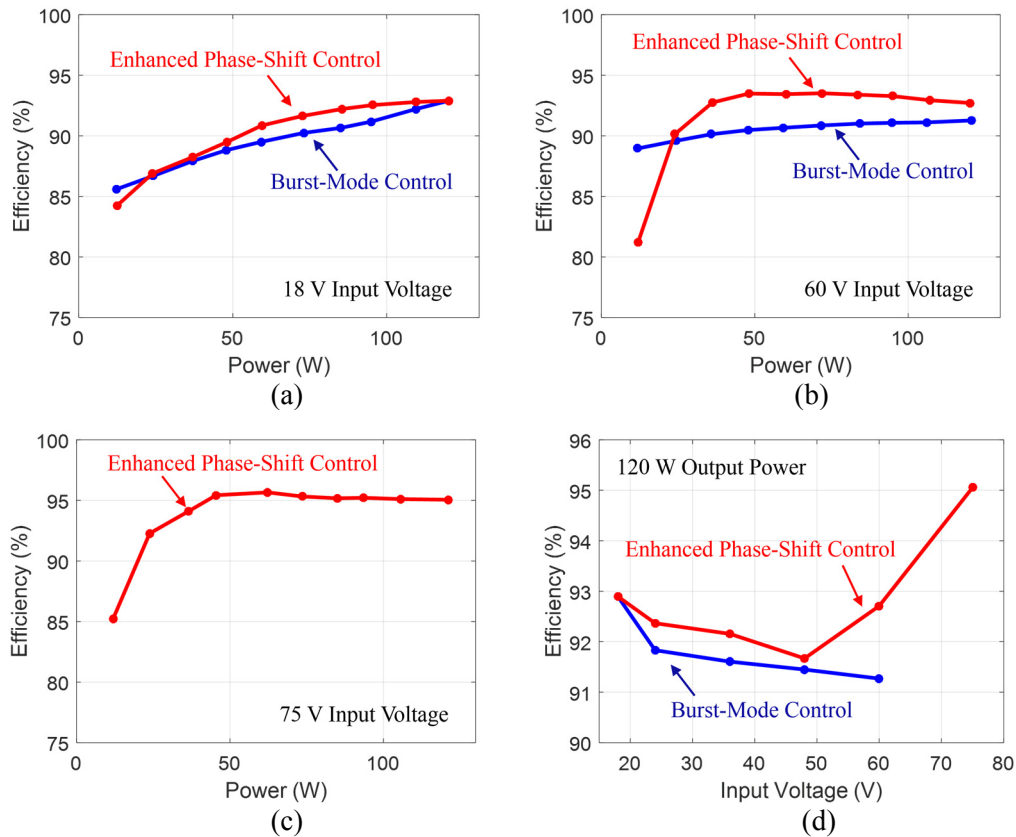 100
95
90
85
80
75
Efficiency (%)
Enhanced Phase-Shift Control
Burst-Mode Control
18 V Input Voltage
0
50
100
Power (W)
(a)
100
95
90
85
80
75
Efficiency (%)
Enhanced Phase-Shift Control
Burst-Mode Control
60 V Input Voltage
0
50
100
Power (W)
(b)
100
95
90
85
80
75
Efficiency (%)
Enhanced Phase-Shift Control
75 V Input Voltage
0
50
100
Power (W)
(c)
96
95
94
93
92
91
90
Efficiency (%)
120 W Output Power
Enhanced Phase-Shift Control
Burst-Mode Control
20
30
40
50
60
70
80
Input Voltage (V)
(d)